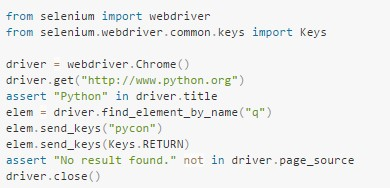 from selenium import webdriver
from selenium.webdriver.common.keys import Keys
driver = webdriver.Chrome()
driver.get("http://www.python.org")
assert "Python" in driver.title
elem = driver.find_element_by_name("q")
elem.send_keys("pycon")
elem.send_keys(Keys.RETURN)
assert "No result found." not in driver.page_source
driver.close()